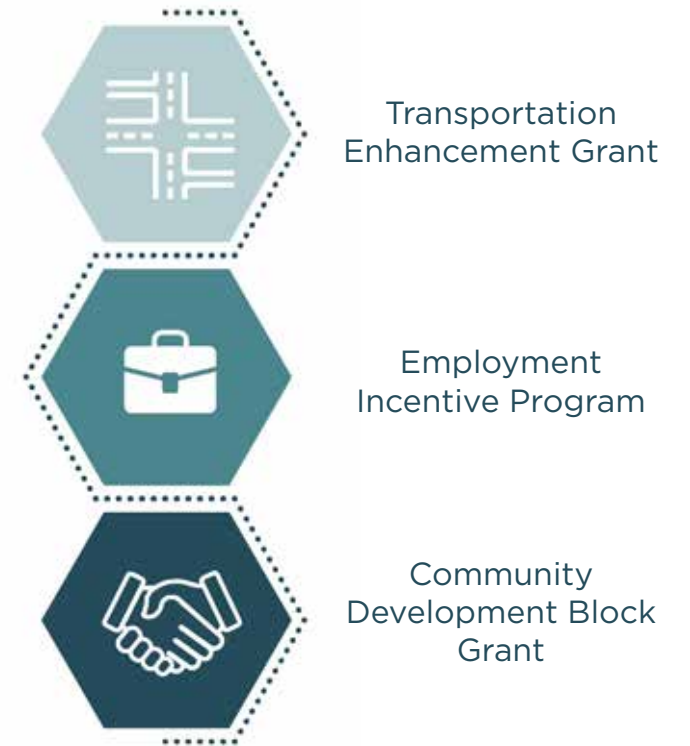 Transportation
Enhancement Grant
Employment
Incentive Program
Community
Development Block
Grant